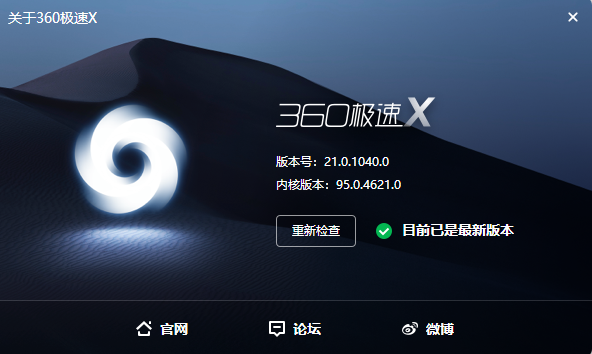 关于360极速X
360极速X
版本号：21.0.1040.0
内核版本：95.0.4621.0
重新检查
目前已是最新版本
官网
论坛
微博